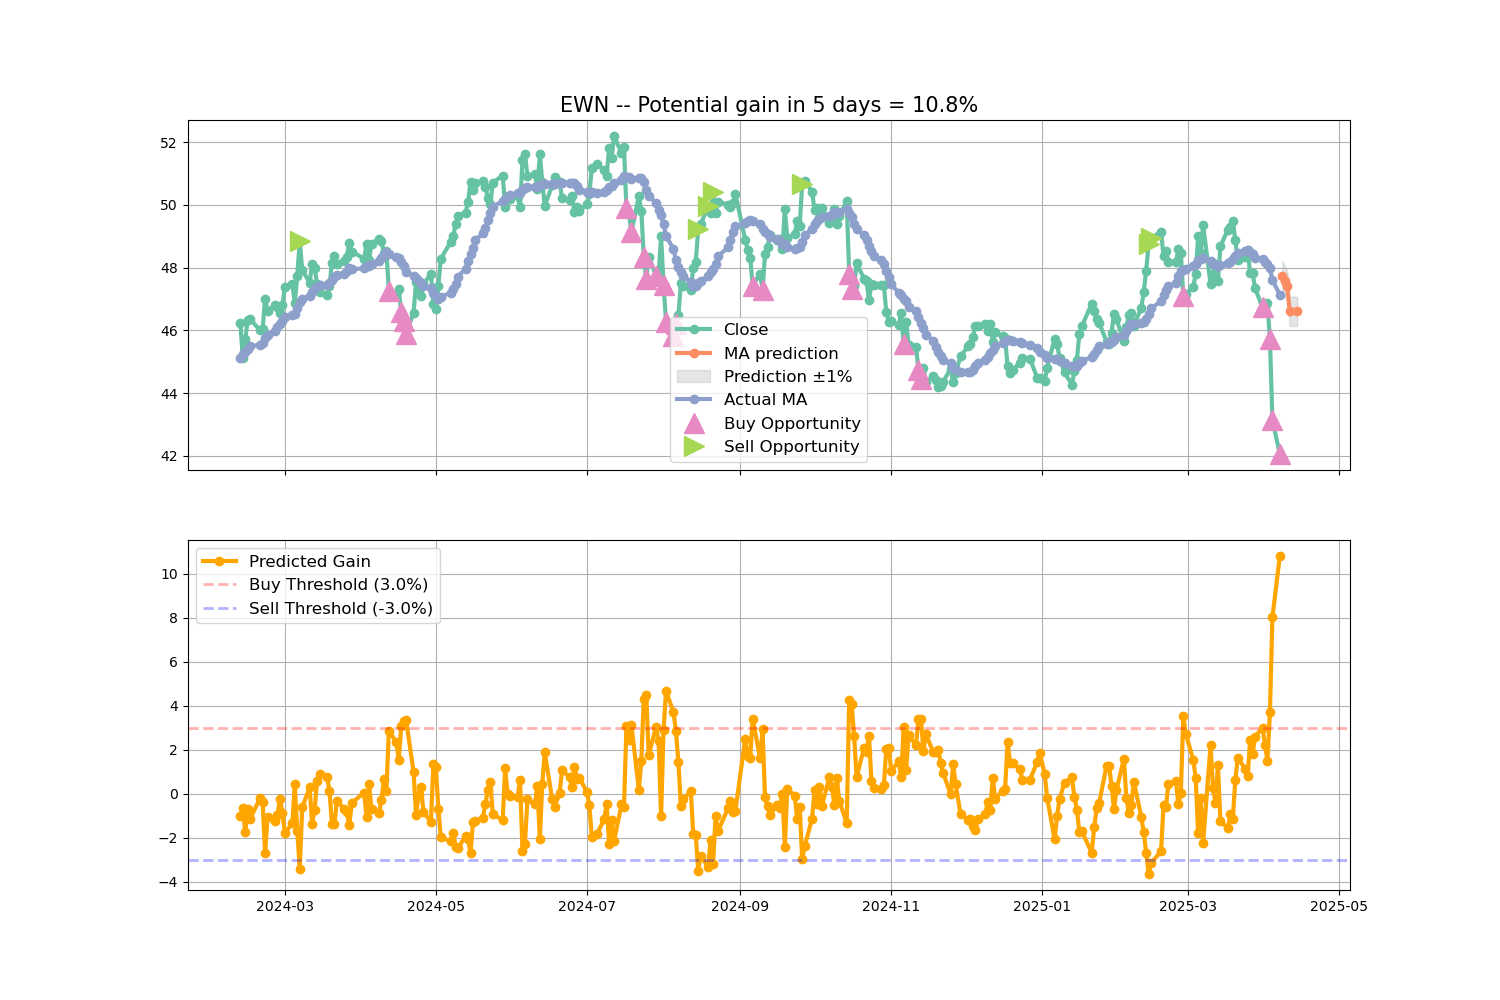 EWN -- Potential gain in 5 days = 10.8%
52
50
48
46
44
42
Close
MA prediction
Prediction ±1%
Actual MA
Buy Opportunity
Sell Opportunity
Predicted Gain
Buy Threshold (3.0%)
Sell Threshold (-3.0%)
10
8
6
4
2
0
−2
−4
2024-03
2024-05
2024-07
2024-09
2024-11
2025-01
2025-03
2025-05